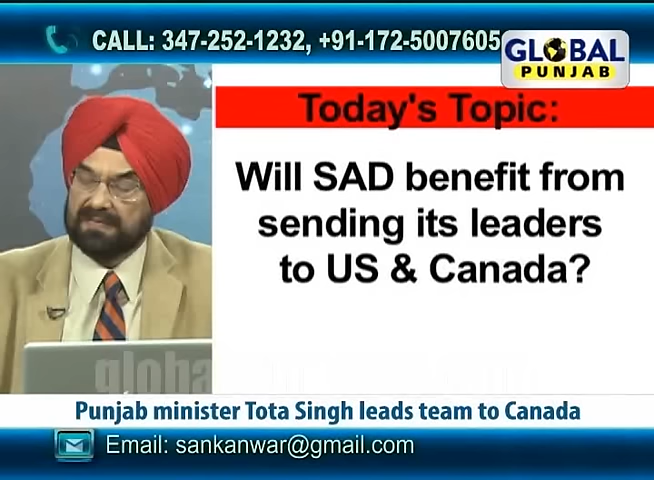 CALL: 347-252-1232, +91-172-5007605
GLOBAL
PUNJAB
Today's Topic:
Will SAD benefit from
sending its leaders
to US & Canada?
Punjab minister Tota Singh leads team to Canada
Email: sankanwar@gmail.com